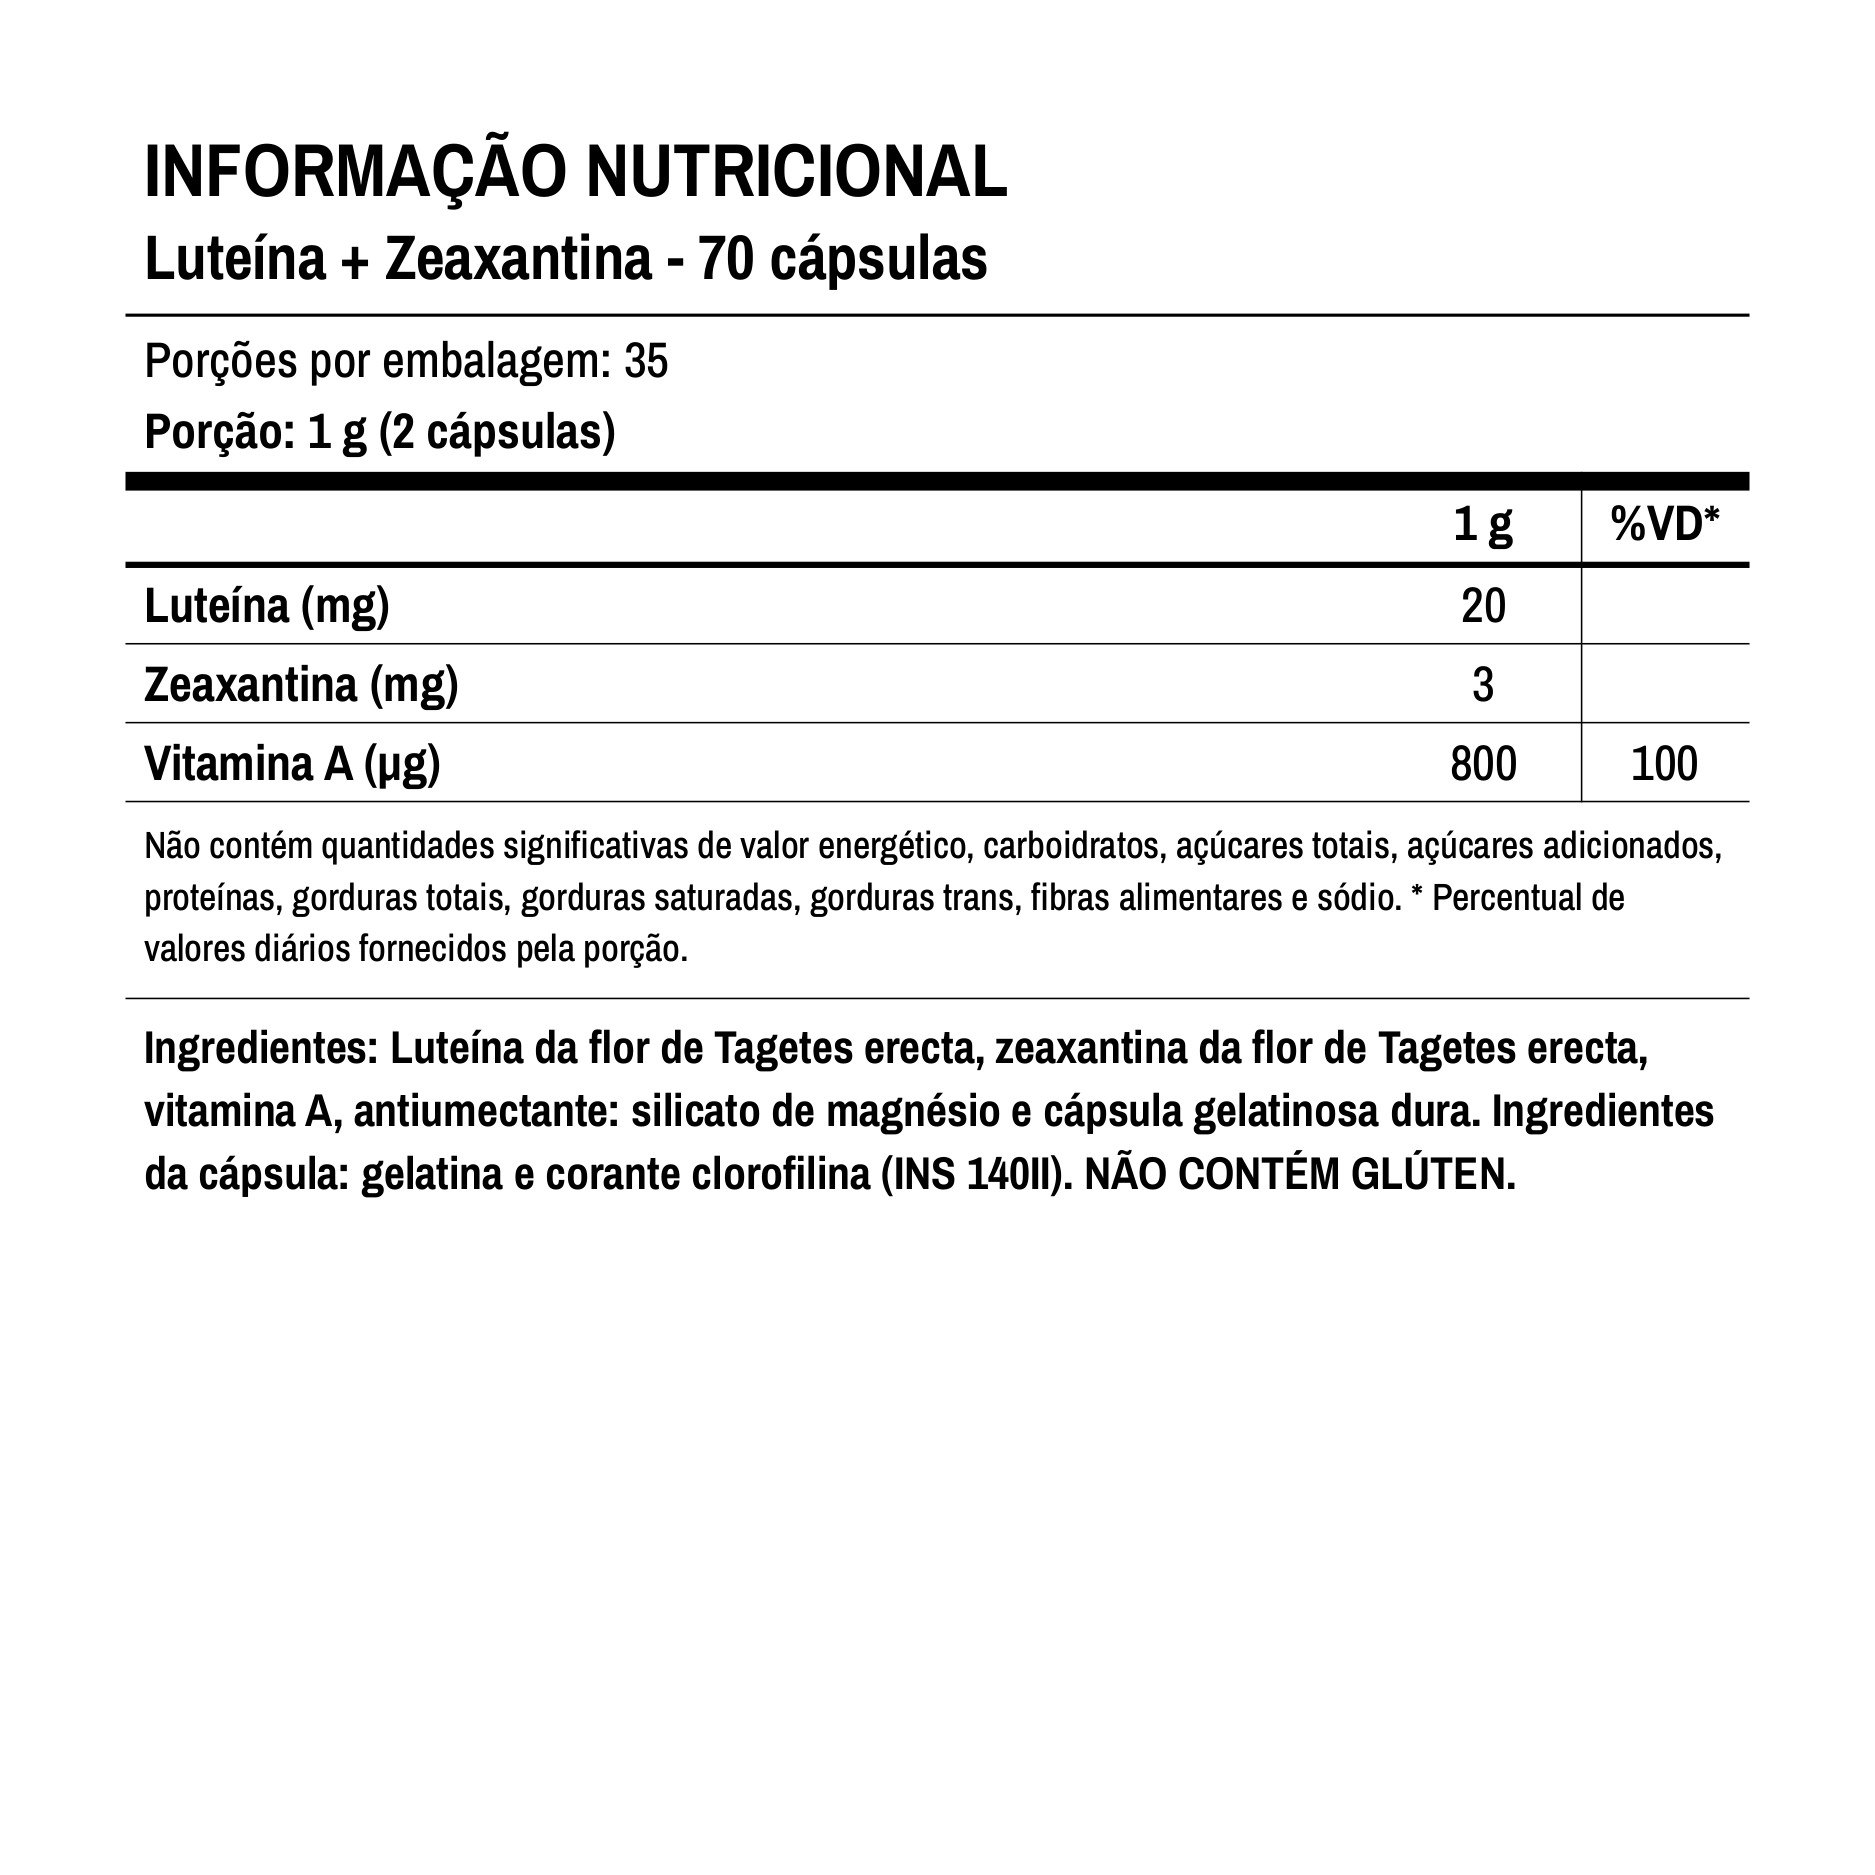 INFORMAÇÃO NUTRICIONAL
Luteína + Zeaxantina - 70 cápsulas
Porções por embalagem: 35
Porção: 1 g (2 cápsulas)
1 g %VD*
Luteína (mg) 20
Zeaxantina (mg) 3
Vitamina A (µg) 800 100
Não contém quantidades significativas de valor energético, carboidratos, açúcares totais, açúcares adicionados,
proteínas, gorduras totais, gorduras saturadas, gorduras trans, fibras alimentares e sódio. * Percentual de
valores diários fornecidos pela porção.
Ingredientes: Luteína da flor de Tagetes erecta, zeaxantina da flor de Tagetes erecta,
vitamina A, antiumectante: silicato de magnésio e cápsula gelatinosa dura. Ingredientes
da cápsula: gelatina e corante clorofilina (INS 140II). NÃO CONTÉM GLÚTEN.